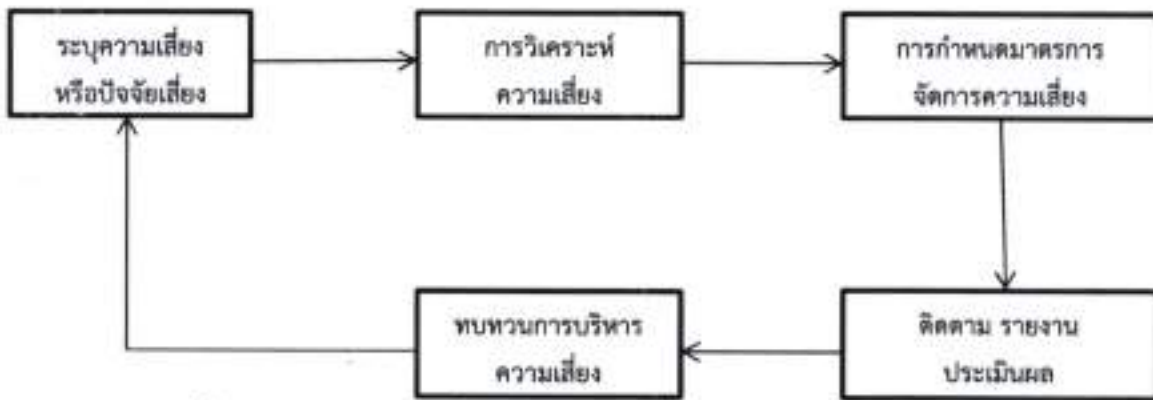 ระบุความเสี่ยง
หรือปัจจัยเสี่ยง
การวิเคราะห์
ความเสี่ยง
การกำหนดมาตรการ
จัดการความเสี่ยง
ติดตาม รายงาน
ประเมินผล
ทบทวนการบริหาร
ความเสี่ยง